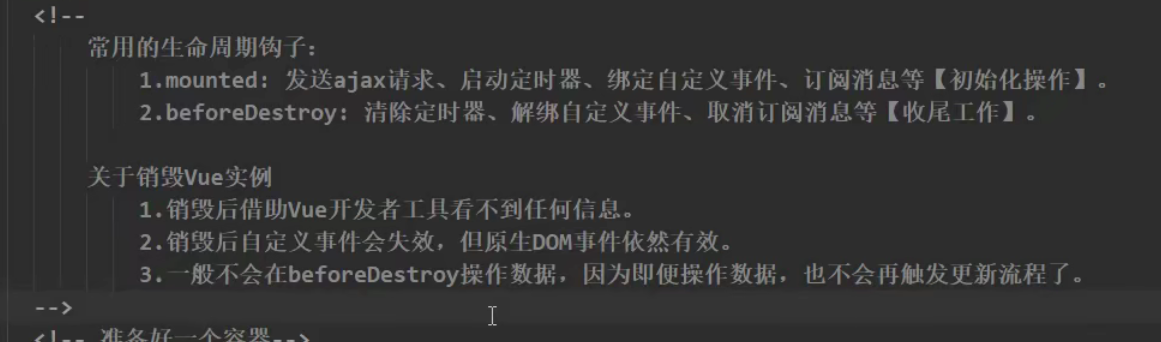 <!--
常用的生命周期钩子：
1.mounted: 发送ajax请求、启动定时器、绑定自定义事件、订阅消息等【初始化操作】。
2.beforeDestroy: 清除定时器、解绑自定义事件、取消订阅消息等【收尾工作】。
关于销毁Vue实例
1.销毁后借助Vue开发者工具看不到任何信息。
2.销毁后自定义事件会失效，但原生DOM事件依然有效。
3.一般不会在beforeDestroy操作数据，因为即便操作数据，也不会再触发更新流程了。
-->
<!-- 准备好一个容器-->